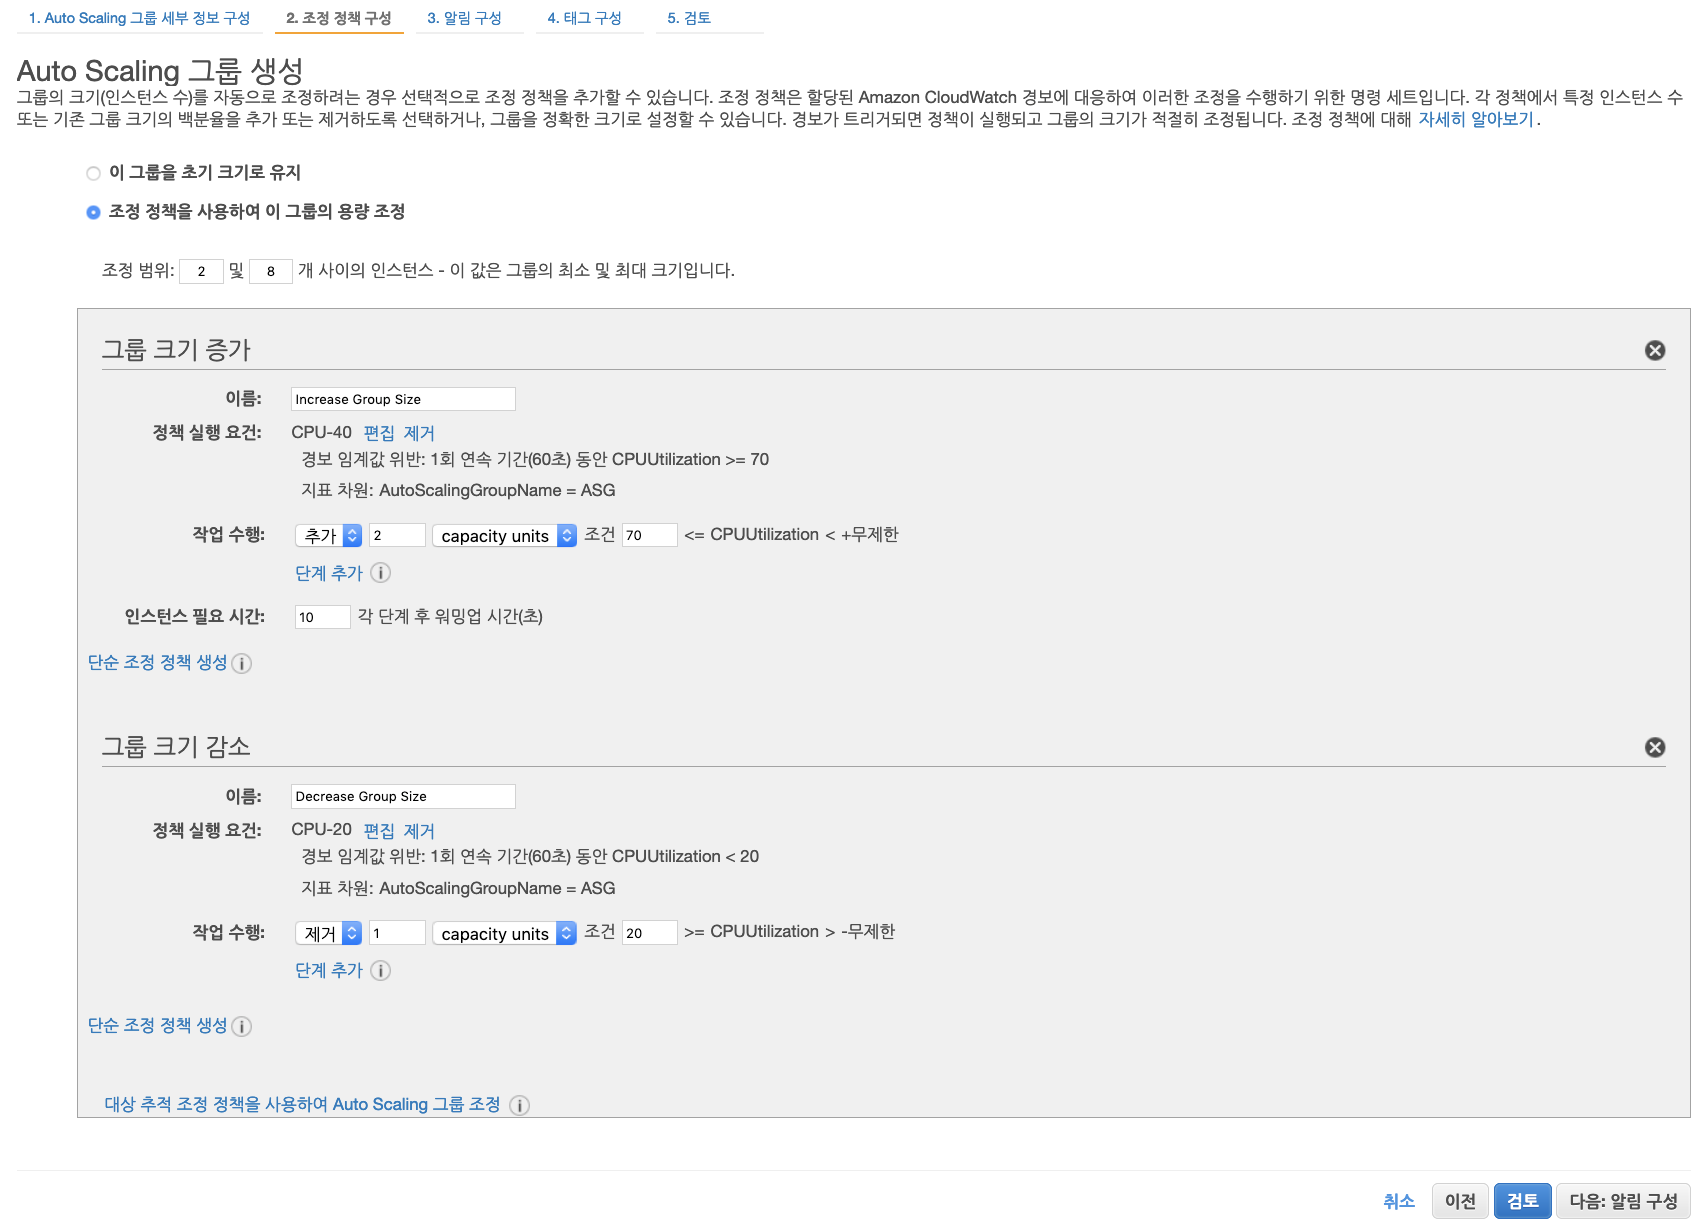 1. Auto Scaling 그룹 세부 정보 구성 2. 조정 정책 구성 3. 알림 구성 4. 태그 구성 5. 검토
Auto Scaling 그룹 생성
그룹의 크기(인스턴스 수)를 자동으로 조정하려는 경우 선택적으로 조정 정책을 추가할 수 있습니다. 조정 정책은 할당된 Amazon CloudWatch 경보에 대응하여 이러한 조정을 수행하기 위한 명령 세트입니다. 각 정책에서 특정 인스턴스 수
또는 기존 그룹 크기의 백분율을 추가 또는 제거하도록 선택하거나, 그룹을 정확한 크기로 설정할 수 있습니다. 경보가 트리거되면 정책이 실행되고 그룹의 크기가 적절히 조정됩니다. 조정 정책에 대해 자세히 알아보기.
이 그룹을 초기 크기로 유지
조정 정책을 사용하여 이 그룹의 용량 조정
조정 범위: 2 및 8 개 사이의 인스턴스 - 이 값은 그룹의 최소 및 최대 크기입니다.
그룹 크기 증가
이름: Increase Group Size
정책 실행 요건: CPU-40 편집 제거
경보 임계값 위반: 1회 연속 기간(60초) 동안 CPUUtilization >= 70
지표 차원: AutoScalingGroupName = ASG
작업 수행: 추가 2 capacity units 조건 70 <= CPUUtilization < +무제한
단계 추가 i
인스턴스 필요 시간: 10 각 단계 후 워밍업 시간(초)
단순 조정 정책 생성 i
그룹 크기 감소
이름: Decrease Group Size
정책 실행 요건: CPU-20 편집 제거
경보 임계값 위반: 1회 연속 기간(60초) 동안 CPUUtilization < 20
지표 차원: AutoScalingGroupName = ASG
작업 수행: 제거 1 capacity units 조건 20 >= CPUUtilization > -무제한
단계 추가 i
단순 조정 정책 생성 i
대상 추적 조정 정책을 사용하여 Auto Scaling 그룹 조정 i
취소 이전 검토 다음: 알림 구성